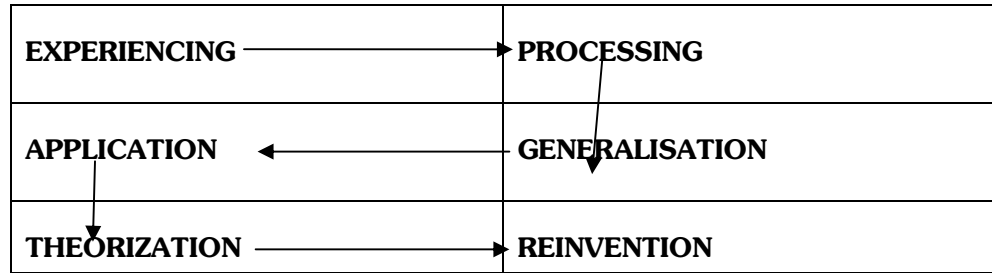 EXPERIENCING
PROCESSING
APPLICATION
GENERALISATION
THEORIZATION
REINVENTION